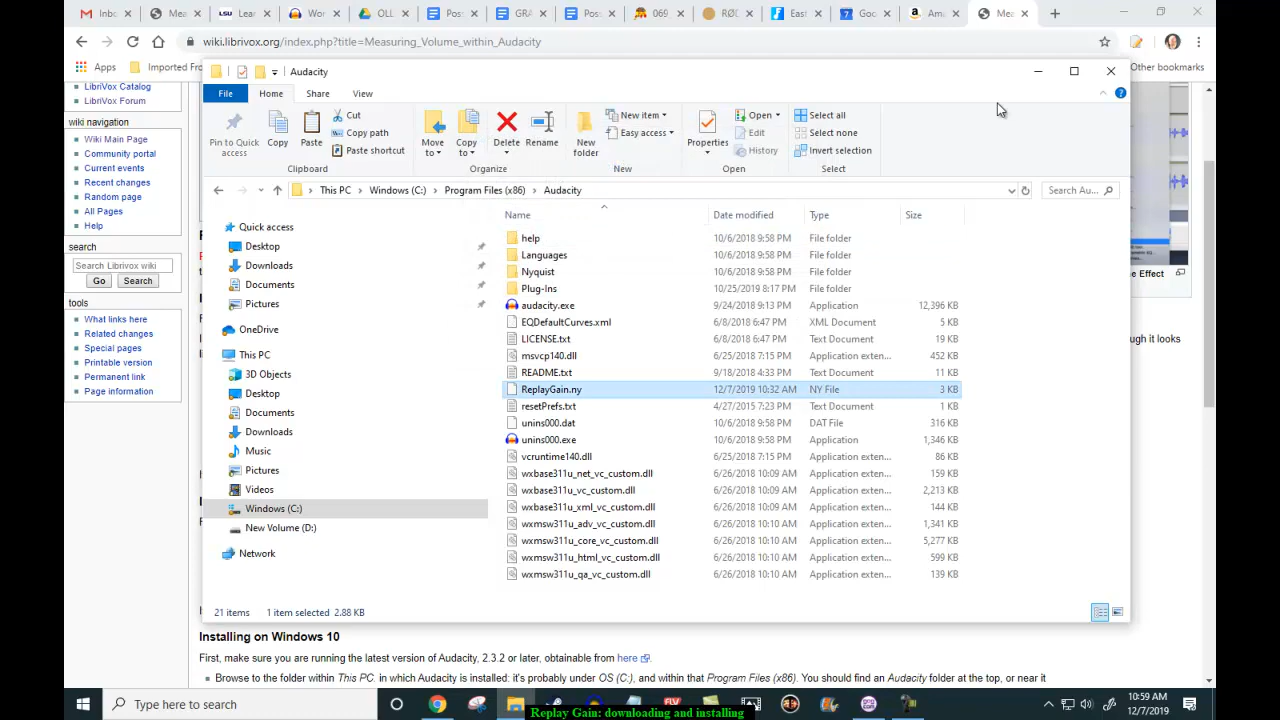 Inbo
Mea
LSU
Lear
Wor
OLL
Post
GRA
Post
069
RØD
East
Goo
Ama
Mea
wiki.librivox.org/index.php?title=Measuring_Volume_within_Audacity
Apps
Imported Fro
Other bookmarks
Audacity
File
Home
Share
View
Pin to Quick access
Copy
Paste
Cut
Copy path
Paste shortcut
Clipboard
Move to
Copy to
Delete
Rename
Organize
New folder
New item
Easy access
New
Properties
Open
Edit
History
Open
Select all
Select none
Invert selection
Select
This PC > Windows (C:) > Program Files (x86) > Audacity
Search Au...
LibriVox Catalog
LibriVox Forum
wiki navigation
Wiki Main Page
Community portal
Current events
Recent changes
Random page
All Pages
Help
search
Search Librivox wiki
Go
Search
tools
What links here
Related changes
Special pages
Printable version
Permanent link
Page information
Quick access
Desktop
Downloads
Documents
Pictures
OneDrive
This PC
3D Objects
Desktop
Documents
Downloads
Music
Pictures
Videos
Windows (C:)
New Volume (D:)
Network
Name Date modified Type Size
help 10/6/2018 9:58 PM File folder
Languages 10/6/2018 9:58 PM File folder
Nyquist 10/6/2018 9:58 PM File folder
Plug-Ins 10/25/2019 8:17 PM File folder
audacity.exe 9/24/2018 9:13 PM Application 12,396 KB
EQDefaultCurves.xml 6/8/2018 6:47 PM XML Document 5 KB
LICENSE.txt 6/8/2018 6:47 PM Text Document 19 KB
msvcp140.dll 6/25/2018 7:15 PM Application exten... 452 KB
README.txt 9/18/2018 4:33 PM Text Document 11 KB
ReplayGain.ny 12/7/2019 10:32 AM NY File 3 KB
resetPrefs.txt 4/27/2015 7:23 PM Text Document 1 KB
unins000.dat 10/6/2018 9:58 PM DAT File 316 KB
unins000.exe 10/6/2018 9:58 PM Application 1,346 KB
vcruntime140.dll 6/25/2018 7:15 PM Application exten... 86 KB
wxbase311u_net_vc_custom.dll 6/26/2018 10:09 AM Application exten... 159 KB
wxbase311u_vc_custom.dll 6/26/2018 10:09 AM Application exten... 2,213 KB
wxbase311u_xml_vc_custom.dll 6/26/2018 10:09 AM Application exten... 144 KB
wxmsw311u_adv_vc_custom.dll 6/26/2018 10:10 AM Application exten... 1,341 KB
wxmsw311u_core_vc_custom.dll 6/26/2018 10:10 AM Application exten... 5,277 KB
wxmsw311u_html_vc_custom.dll 6/26/2018 10:10 AM Application exten... 599 KB
wxmsw311u_qa_vc_custom.dll 6/26/2018 10:10 AM Application exten... 139 KB
21 items 1 item selected 2.88 KB
e Effect
ugh it looks
Installing on Windows 10
First, make sure you are running the latest version of Audacity, 2.3.2 or later, obtainable from here
Browse to the folder within This PC. in which Audacity is installed: it's probably under OS (C:), and within that Program Files (x86). You should find an Audacity folder at the top, or near it
Type here to search
FLV
10:59 AM
12/7/2019
Replay Gain: downloading and installing